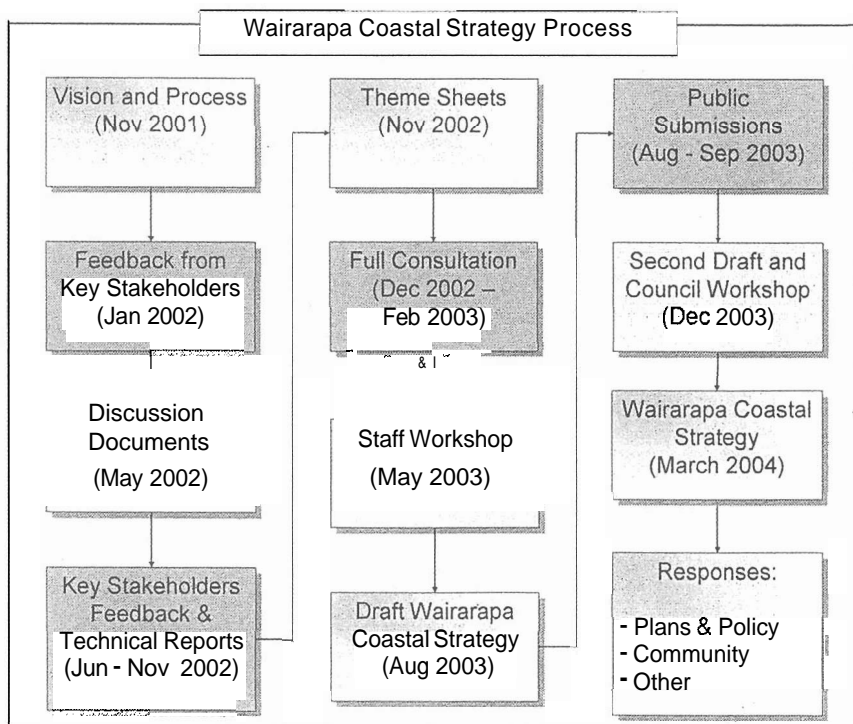 Wairarapa Coastal Strategy Process
Vision and Process
(Nov 2001)
Feedback from
Key Stakeholders
(Jan 2002)
Discussion
Documents
(May 2002)
Key Stakeholders
Feedback &
Technical Reports
(Jun - Nov 2002)
Theme Sheets
(Nov 2002)
Full Consultation
(Dec 2002 –
Feb 2003)
& I
Staff Workshop
(May 2003)
Draft Wairarapa
Coastal Strategy
(Aug 2003)
Public
Submissions
(Aug - Sep 2003)
Second Draft and
Council Workshop
(Dec 2003)
Wairarapa Coastal
Strategy
(March 2004)
Responses:
- Plans & Policy
- Community
- Other